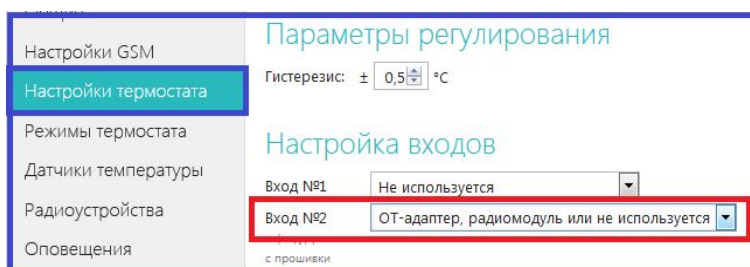 Настройки GSM
Настройки термостата
Режимы термостата
Датчики температуры
Радиоустройства
Оповещения
Параметры регулирования
Гистерезис: ± 0,5 °C
Настройка входов
Вход №1 Не используется
Вход №2 ОТ-адаптер, радиомодуль или не используется
с прошивки